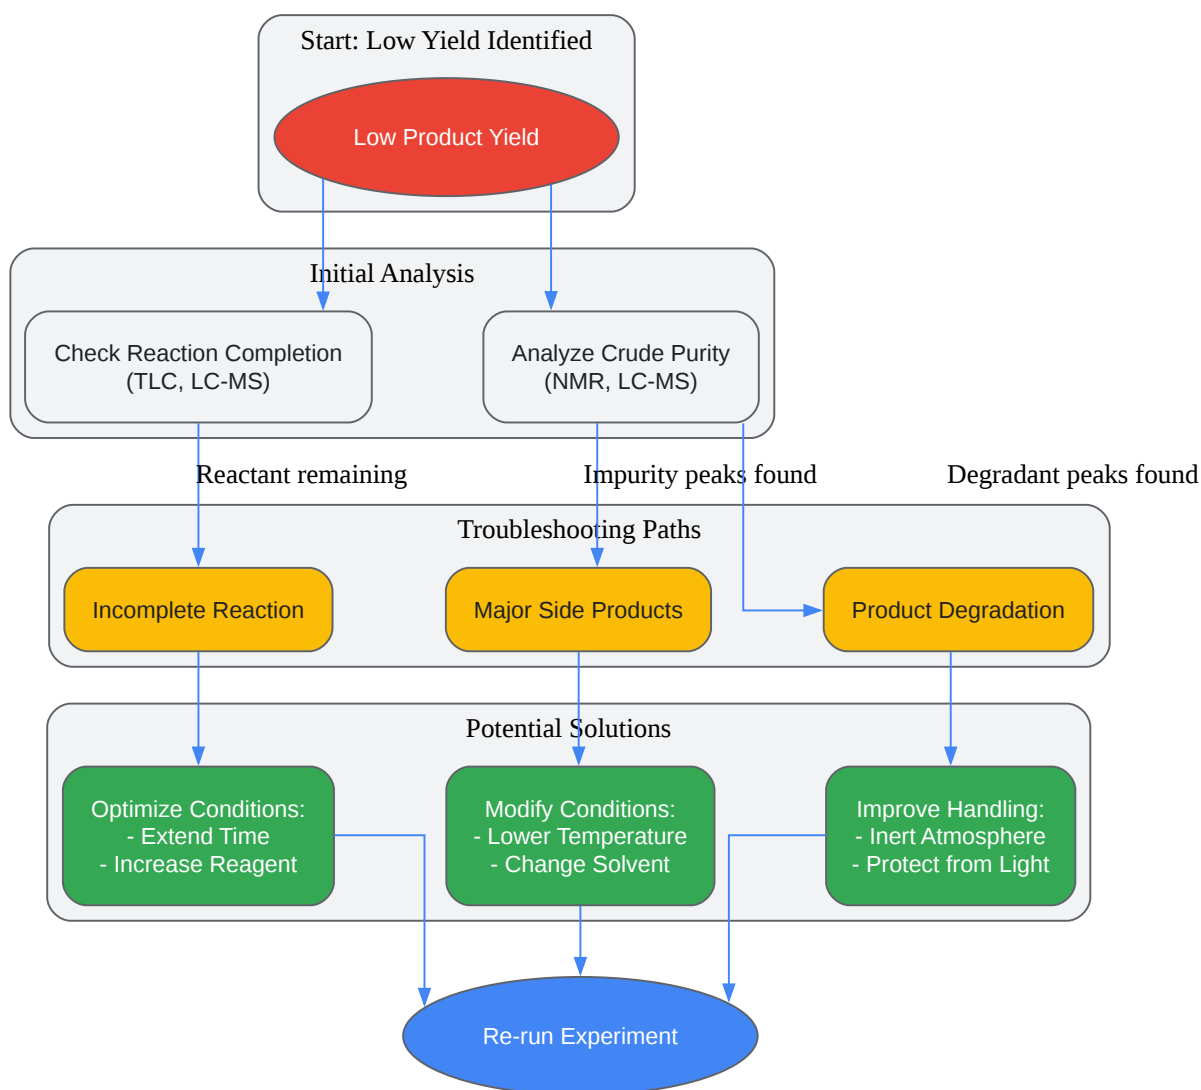 Start: Low Yield Identified
Low Product Yield
Initial Analysis
Check Reaction Completion
(TLC, LC-MS)
Analyze Crude Purity
(NMR, LC-MS)
Reactant remaining
Impurity peaks found
Degradant peaks found
Troubleshooting Paths
Incomplete Reaction
Major Side Products
Product Degradation
Potential Solutions
Optimize Conditions:
- Extend Time
- Increase Reagent
Modify Conditions:
- Lower Temperature
- Change Solvent
Improve Handling:
- Inert Atmosphere
- Protect from Light
Re-run Experiment